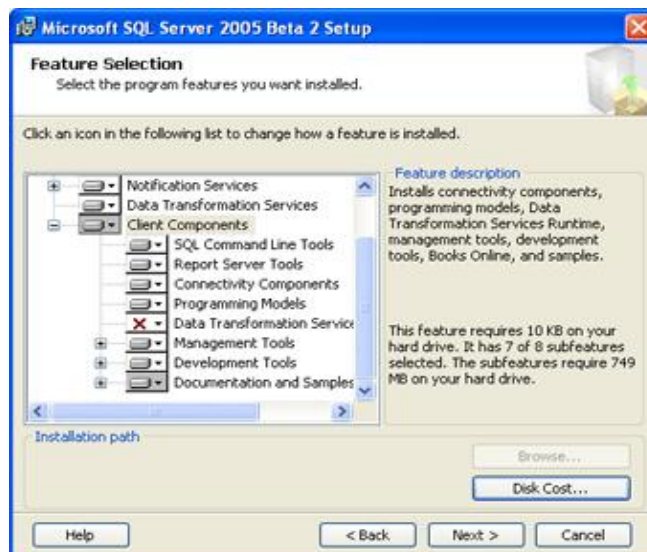 Microsoft SQL Server 2005 Beta 2 Setup
Feature Selection
Select the program features you want installed.
Click an icon in the following list to change how a feature is installed.
Notification Services
Data Transformation Services
Client Components
SQL Command Line Tools
Report Server Tools
Connectivity Components
Programming Models
Data Transformation Service
Management Tools
Development Tools
Documentation and Samples
Feature description
Installs connectivity components,
programming models, Data
Transformation Services Runtime,
management tools, development
tools, Books Online, and samples.
This feature requires 10 KB on your
hard drive. It has 7 of 8 subfeatures
selected. The subfeatures require 749
MB on your hard drive.
Installation path
Browse...
Disk Cost...
Help
< Back
Next >
Cancel